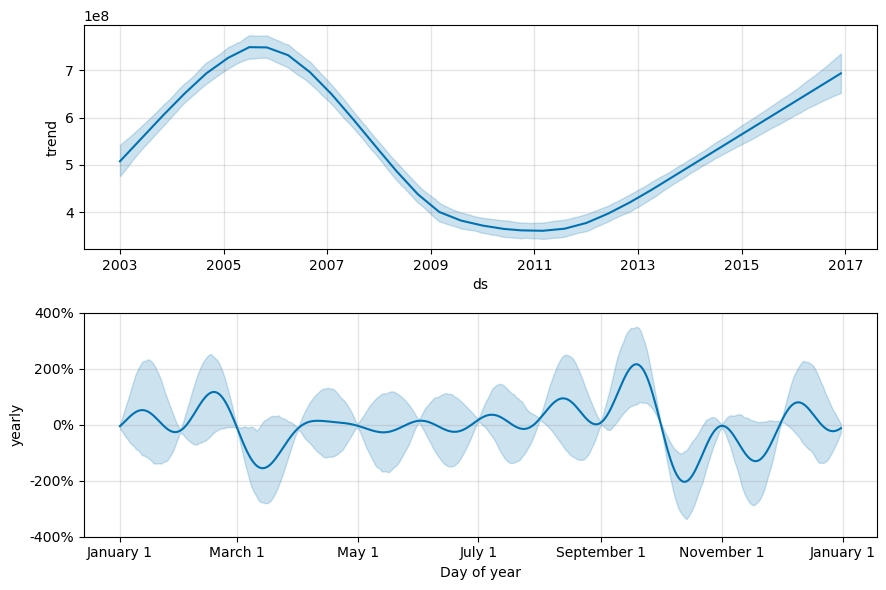 1e8
7
6
5
4
trend
2003 2005 2007 2009 2011 2013 2015 2017
ds
400%
200%
0%
-200%
-400%
yearly
January 1 March 1 May 1 July 1 September 1 November 1 January 1
Day of year